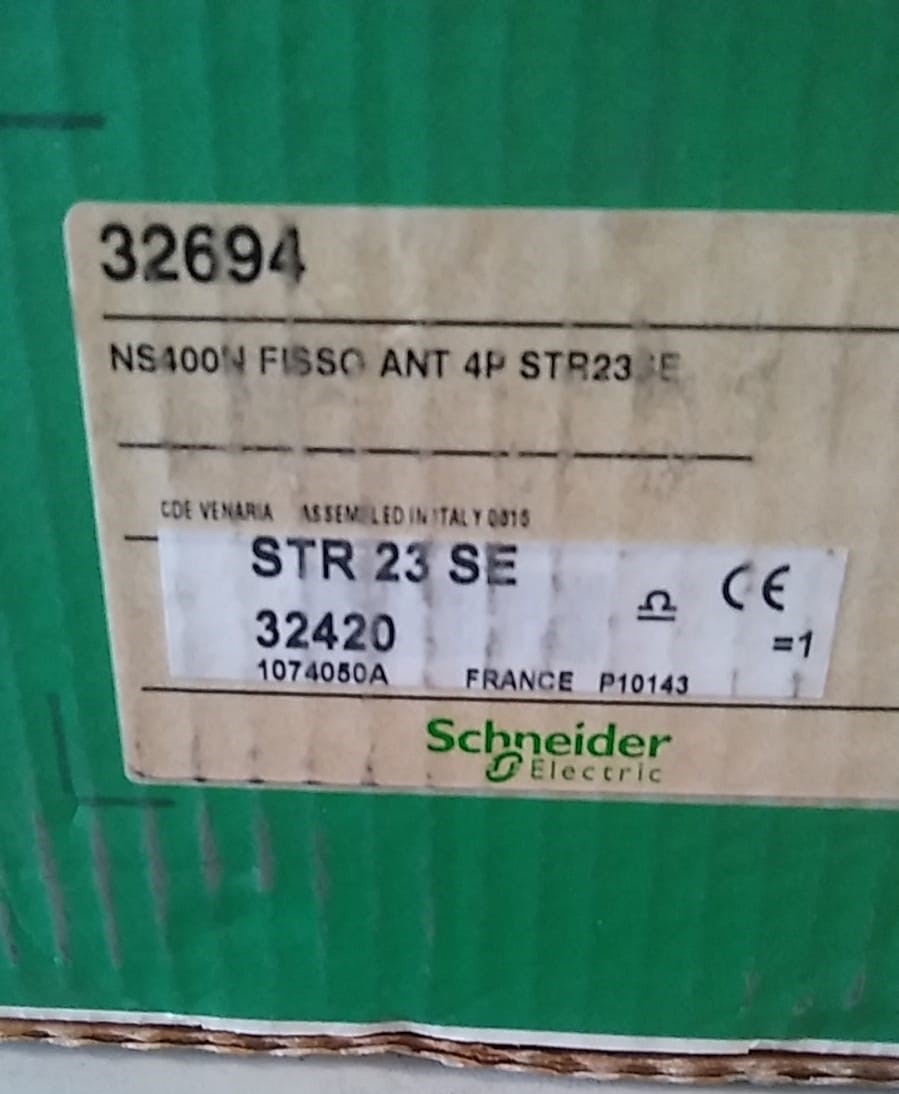 32694
NS400N FISSO ANT 4P STR23SE
CDE VENARIA ASSEMBLED IN ITALY
STR 23 SE
CE
32420
=1
1074050A FRANCE P10143
Schneider
Electric